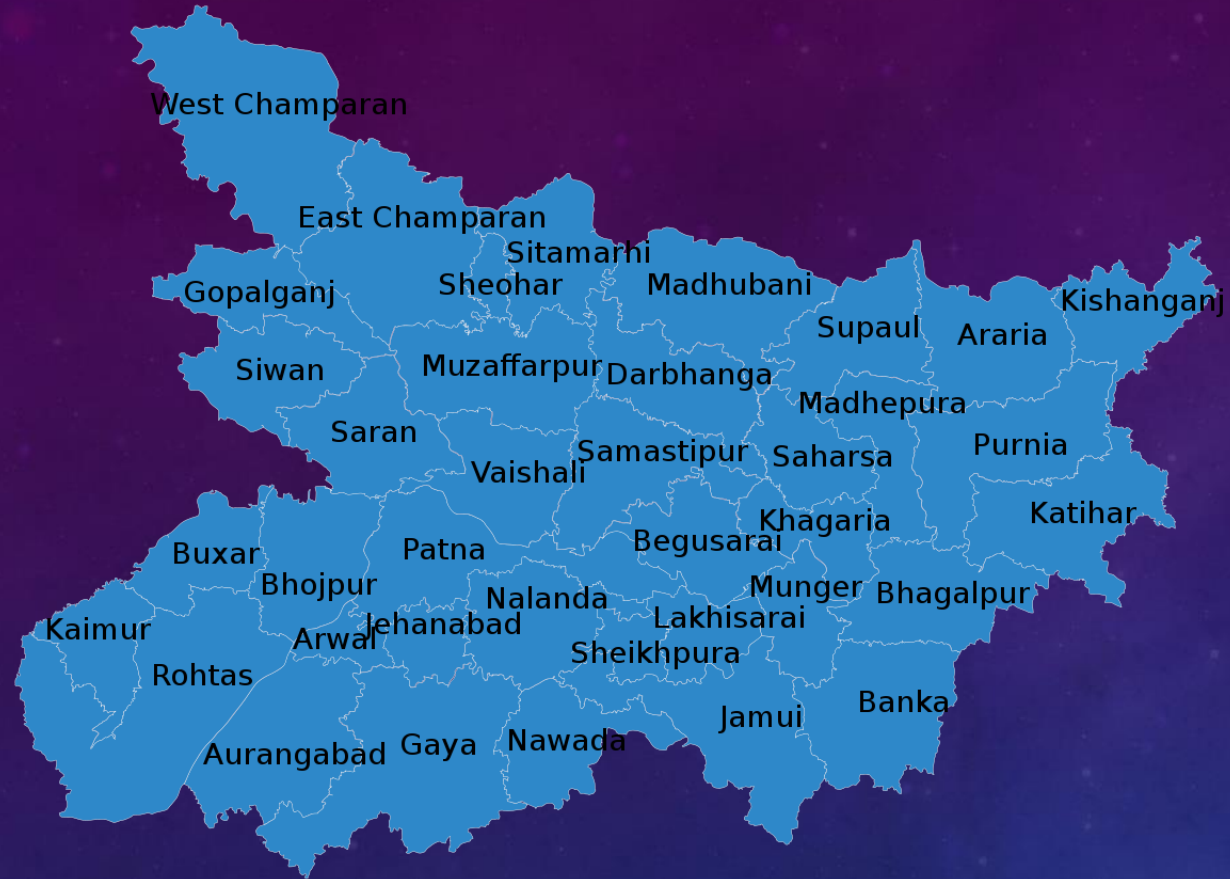 West Champaran
East Champaran
Sitamarhi
Sheohar
Madhubani
Gopalganj
Kishanganj
Supaul
Araria
Siwan
Muzaffarpur
Darbhanga
Madhepura
Saran
Purnia
Samastipur
Saharsa
Vaishali
Katihar
Khagaria
Begusarai
Patna
Buxar
Bhojpur
Munger
Bhagalpur
Nalanda
Lakhisarai
Jehanabad
Kaimur
Arwal
Sheikhpura
Rohtas
Banka
Jamui
Nawada
Gaya
Aurangabad